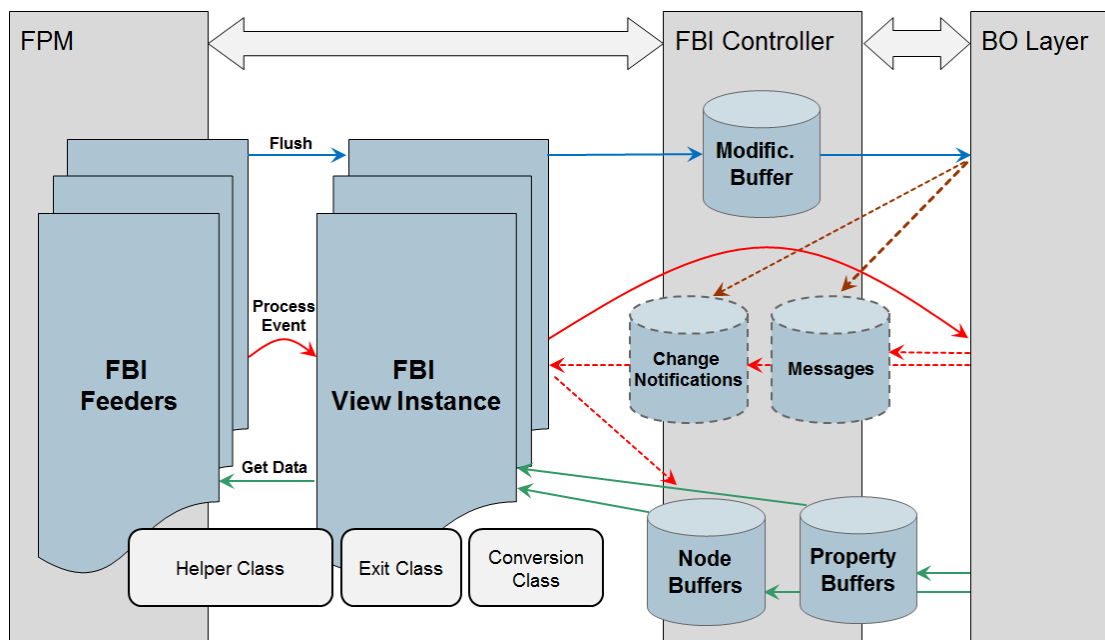 FPM
FBI Controller
BO Layer
Flush
Modific.
Buffer
Process
Event
FBI
Feeders
FBI
View Instance
Change
Notifications
Messages
Get Data
Helper Class
Exit Class
Conversion
Class
Node
Buffers
Property
Buffers